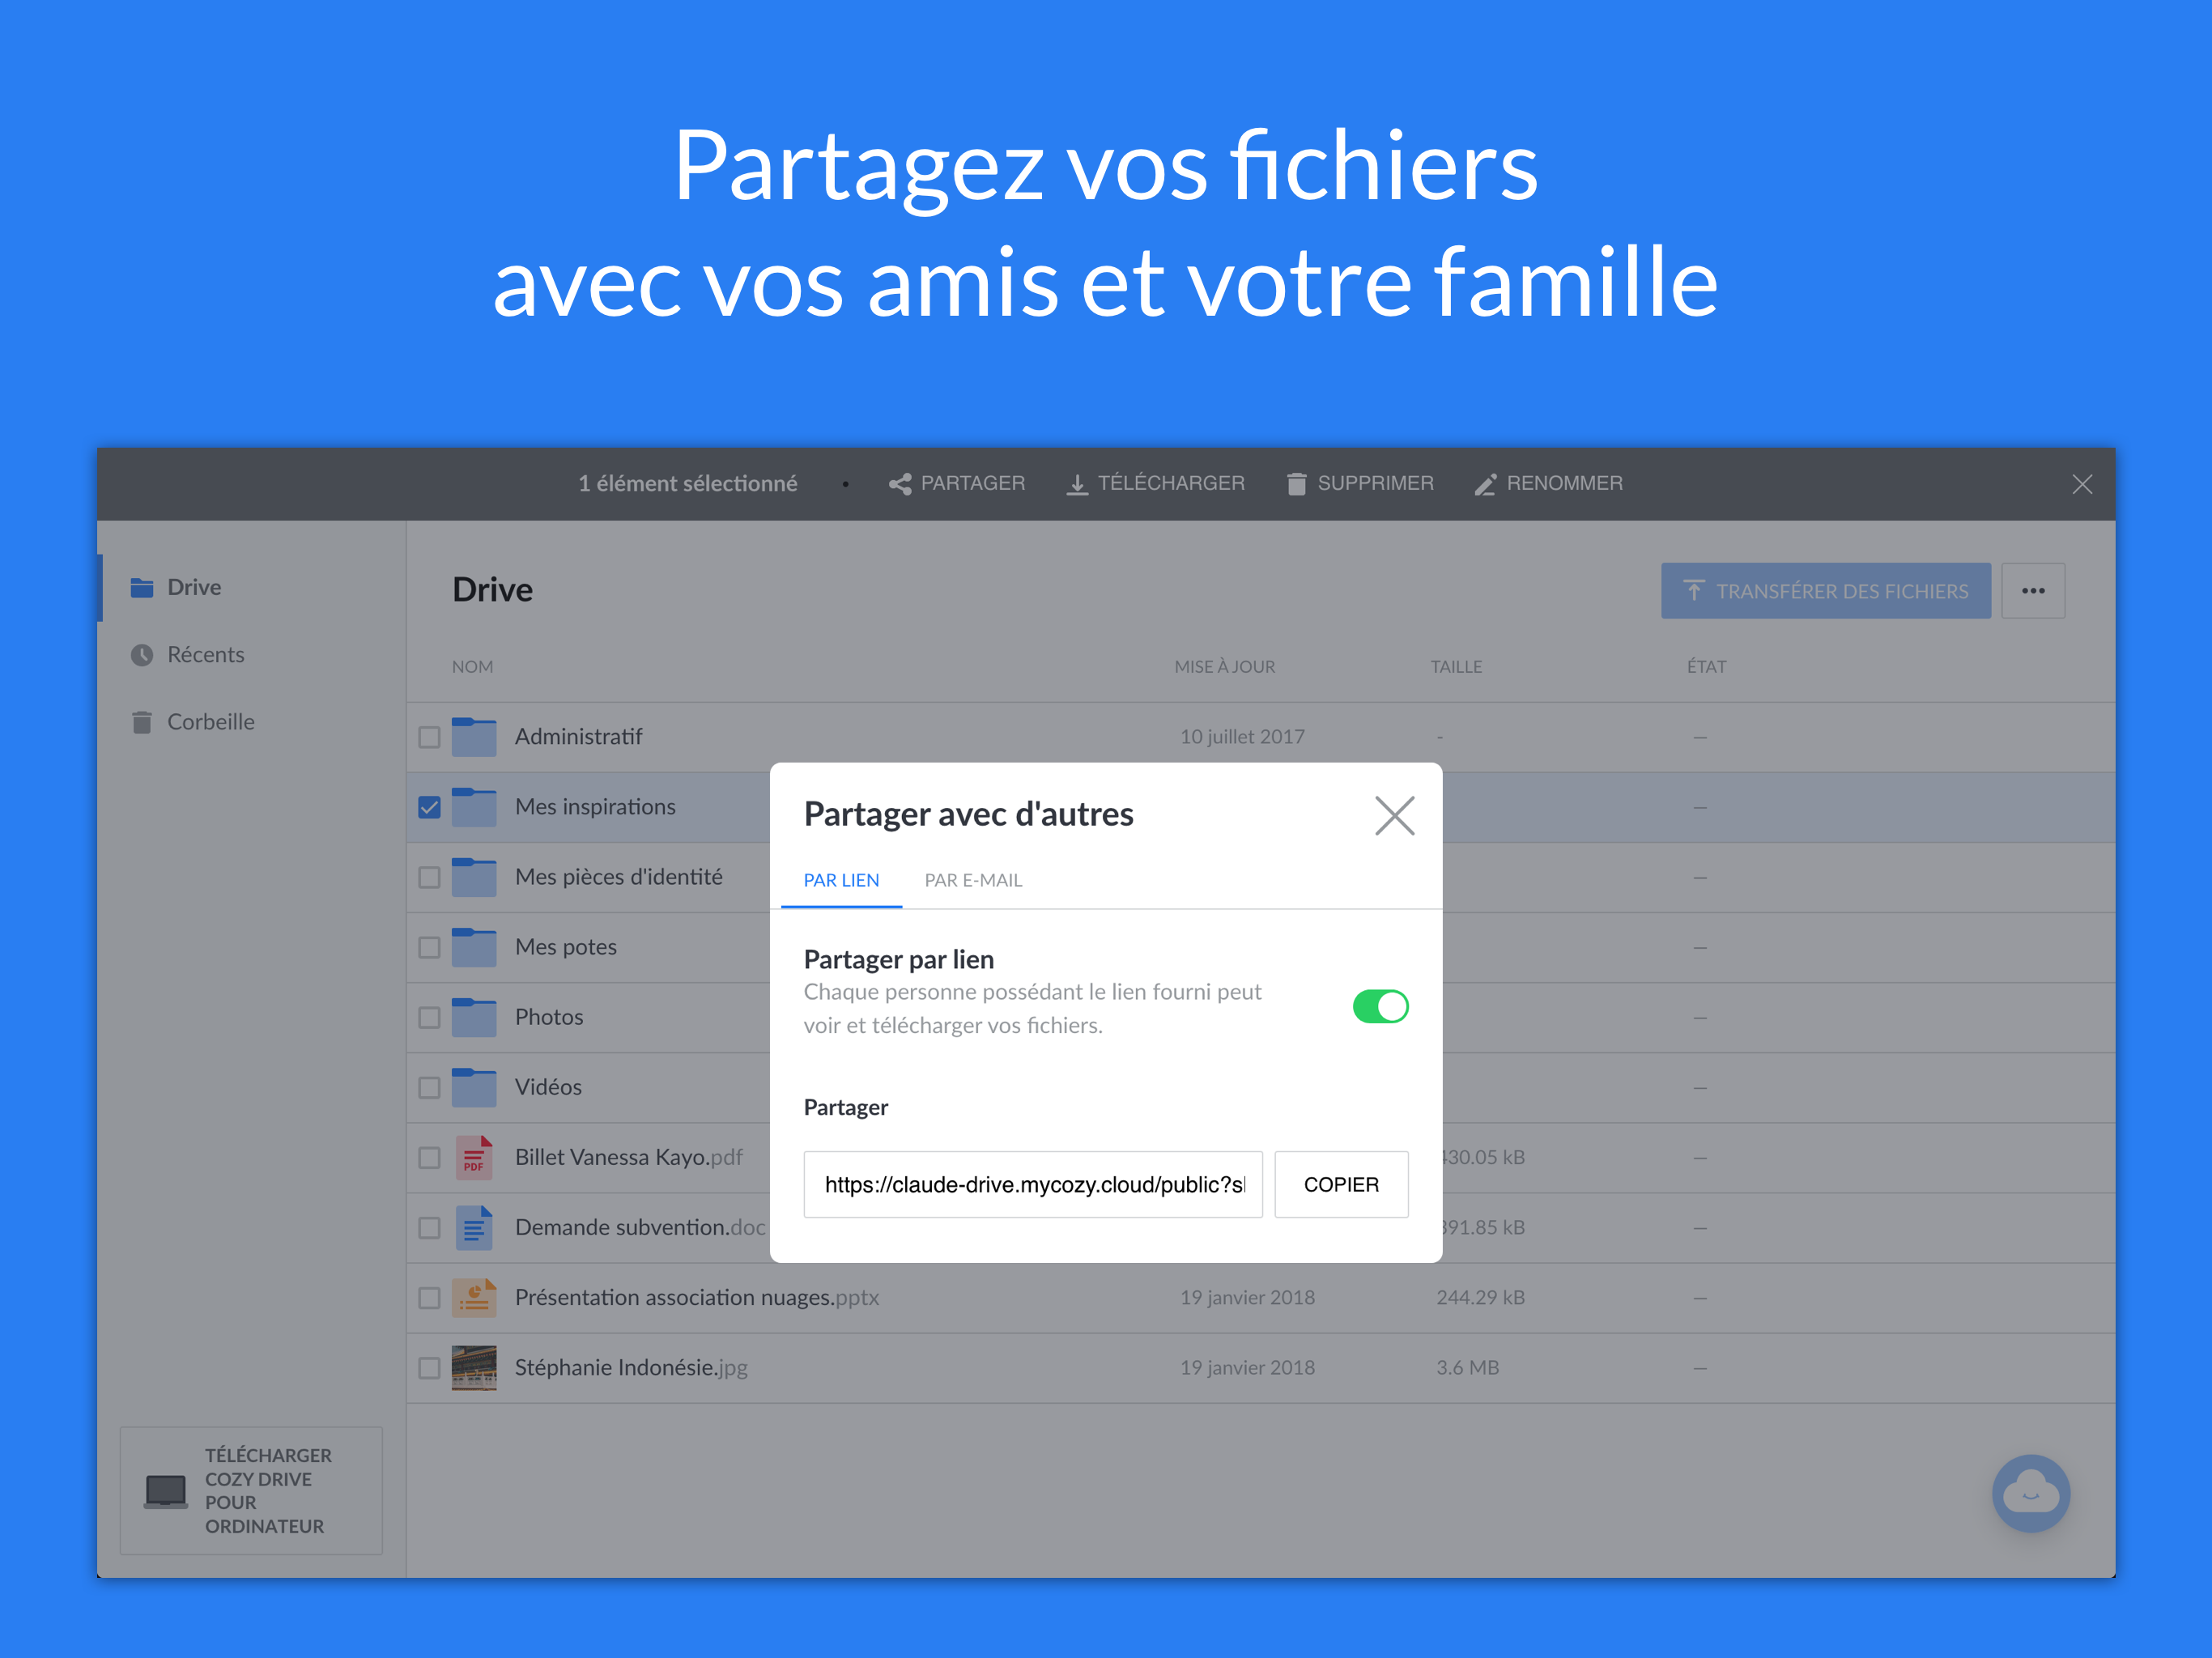 Partagez vos fichiers
avec vos amis et votre famille
1 élément sélectionné • PARTAGER TÉLÉCHARGER SUPPRIMER RENOMMER
Drive
Récents
Corbeille
Drive
TRANSFÉRER DES FICHIERS
NOM MISE À JOUR TAILLE ÉTAT
Administratif 10 juillet 2017 - —
Mes inspirations —
Mes pièces d'identité —
Mes potes —
Photos —
Vidéos —
Billet Vanessa Kayo.pdf 30.05 kB —
PDF
Demande subvention.doc 91.85 kB —
Présentation association nuages.pptx 19 janvier 2018 244.29 kB —
Stéphanie Indonésie.jpg 19 janvier 2018 3.6 MB —
Partager avec d'autres
PAR LIEN PAR E-MAIL
Partager par lien
Chaque personne possédant le lien fourni peut
voir et télécharger vos fichiers.
Partager
https://claude-drive.mycozy.cloud/public?s
COPIER
TÉLÉCHARGER
COZY DRIVE
POUR
ORDINATEUR